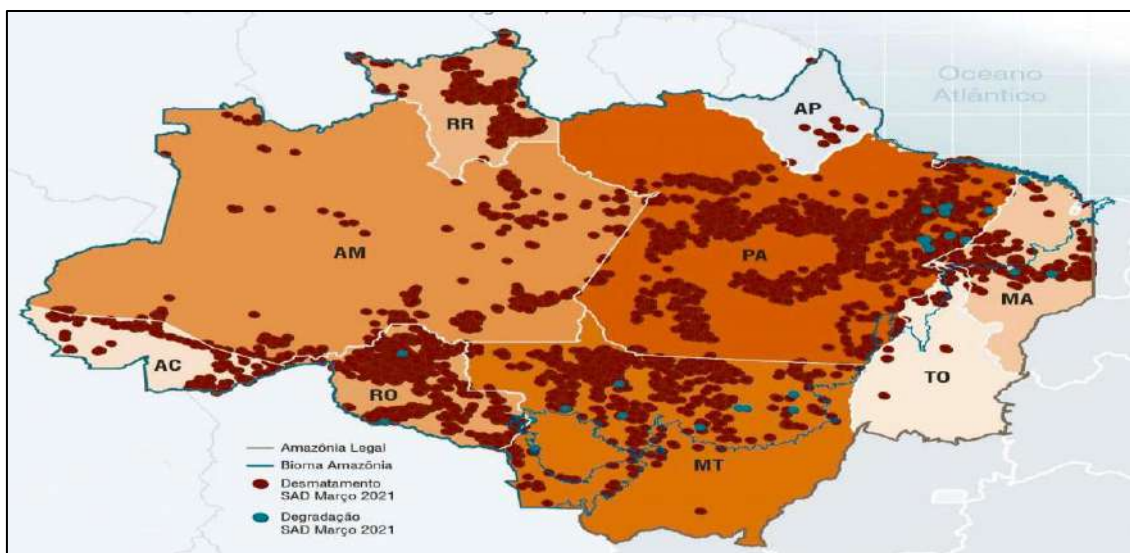 Oceano
Atlântico
AP
RR
AM
PA
MA
AC
RO
TO
MT
Amazônia Legal
Bioma Amazônia
Desmatamento
SAD Março 2021
Degradação
SAD Março 2021